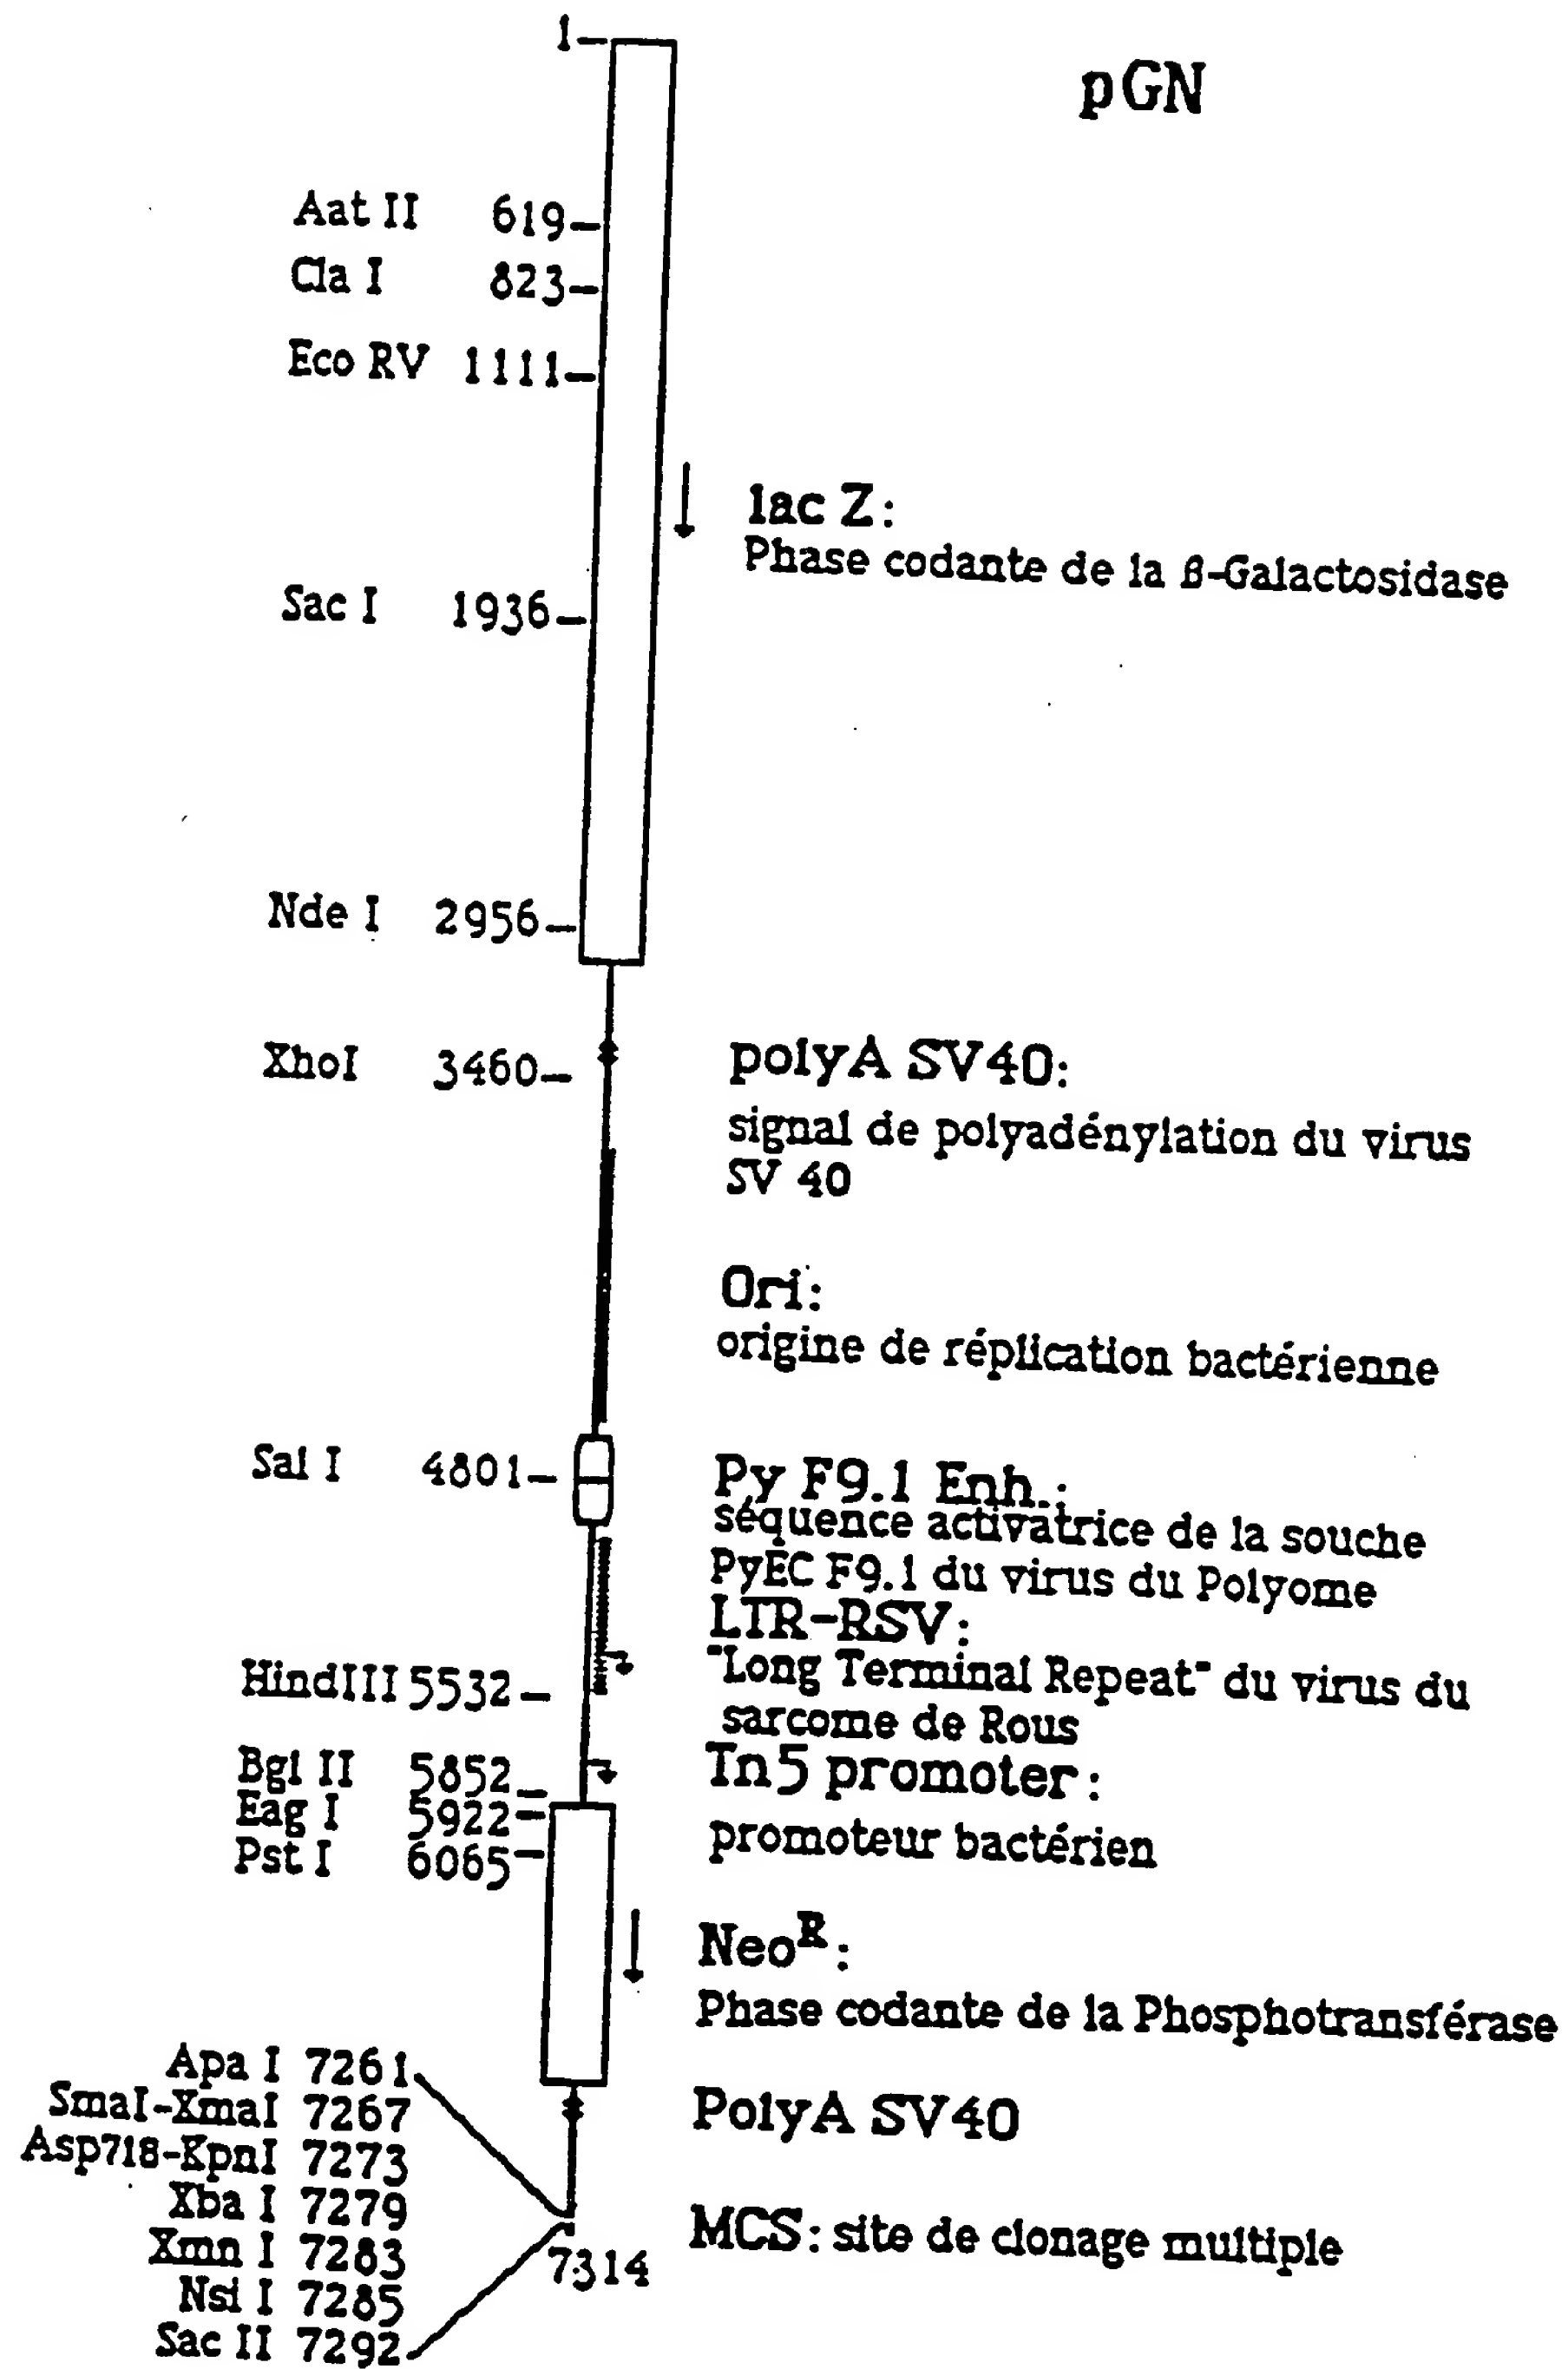 1
pGN
Aat II 619
Cla I 823
Eco RV 1111
lac Z:
Phase codante de la β-Galactosidase
Sac I 1936
Nde I 2956
XhoI 3460
polyA SV40:
signal de polyadénylation du virus
SV 40
Ori:
origine de réplication bactérienne
Sal I 4801
Py F9.1 Enh.:
séquence activatrice de la souche
PyEC F9.1 du virus du Polyome
LTR-RSV:
"Long Terminal Repeat" du virus du
sarcome de Rous
HindIII 5532
Bgl II 5852
Eag I 5922
Pst I 6065
Tn5 promoter:
promoteur bactérien
Neo^R:
Phase codante de la Phosphotransférase
Apa I 7261
SmaI-XmaI 7267
Asp718-KpnI 7273
Xba I 7279
Xmn I 7283
Nsi I 7285
Sac II 7292
PolyA SV40
MCS: site de clonage multiple
7314